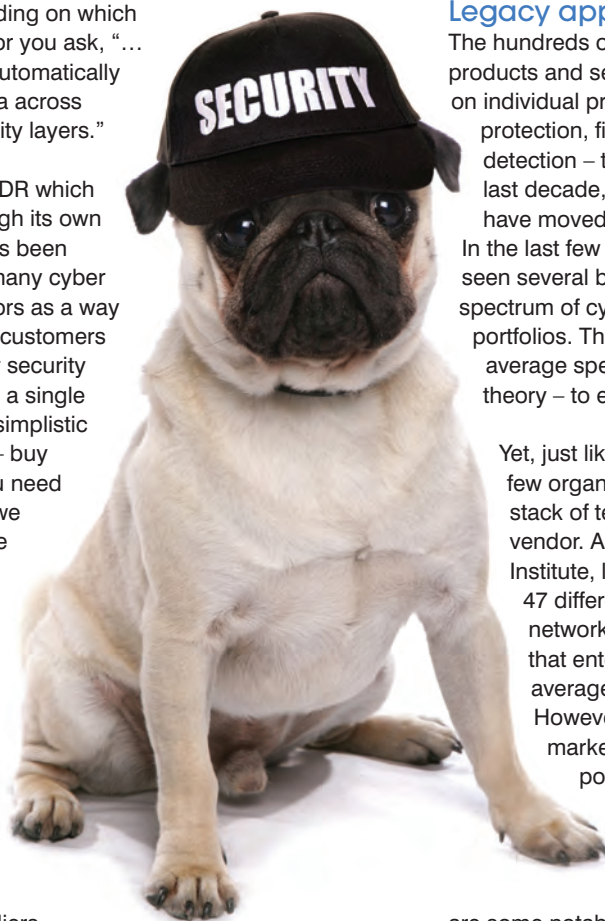 ding on which
or you ask, “…
utomatically
a across
ity layers.”
DR which
gh its own
s been
many cyber
ors as a way
customers
security
a single
simplistic
– buy
u need
we
e
SECURITY
Legacy app
The hundreds o
products and se
on individual pr
protection, fi
detection – t
last decade,
have moved
In the last few
seen several b
spectrum of cy
portfolios. Th
average spe
theory – to e
Yet, just lik
few organ
stack of te
vendor. A
Institute, l
47 differ
network
that ente
average
Howeve
marke
po
are some notab